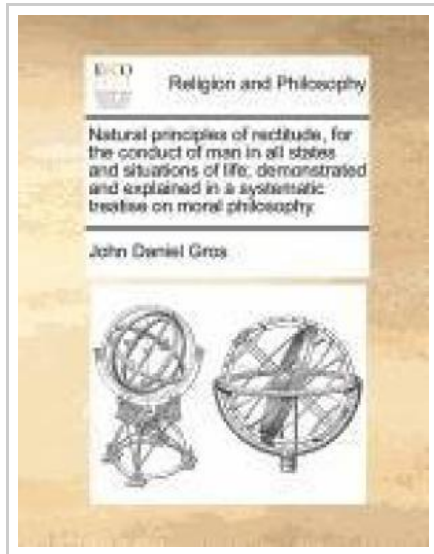 ECCO
Religion and Philosophy
Natural principles of rectitude, for
the conduct of man in all states
and situations of life; demonstrated
and explained in a systematic
treatise on moral philosophy.
John Daniel Gros